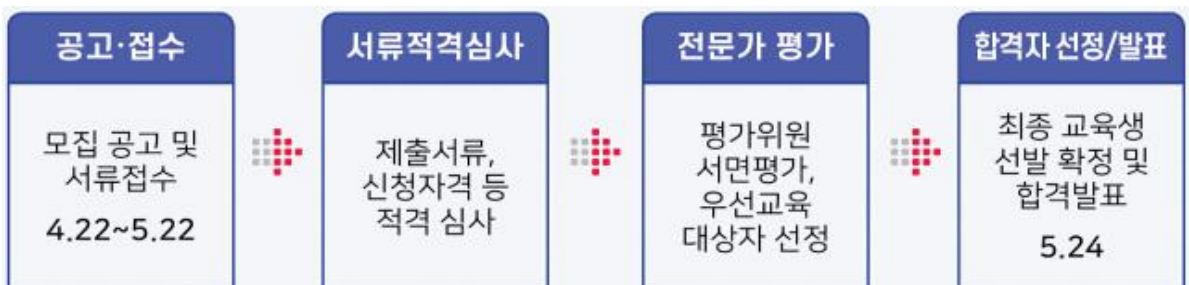 공고·접수
모집 공고 및
서류접수
4.22~5.22
서류적격심사
제출서류,
신청자격 등
적격 심사
전문가 평가
평가위원
서면평가,
우선교육
대상자 선정
합격자 선정/발표
최종 교육생
선발 확정 및
합격발표
5.24